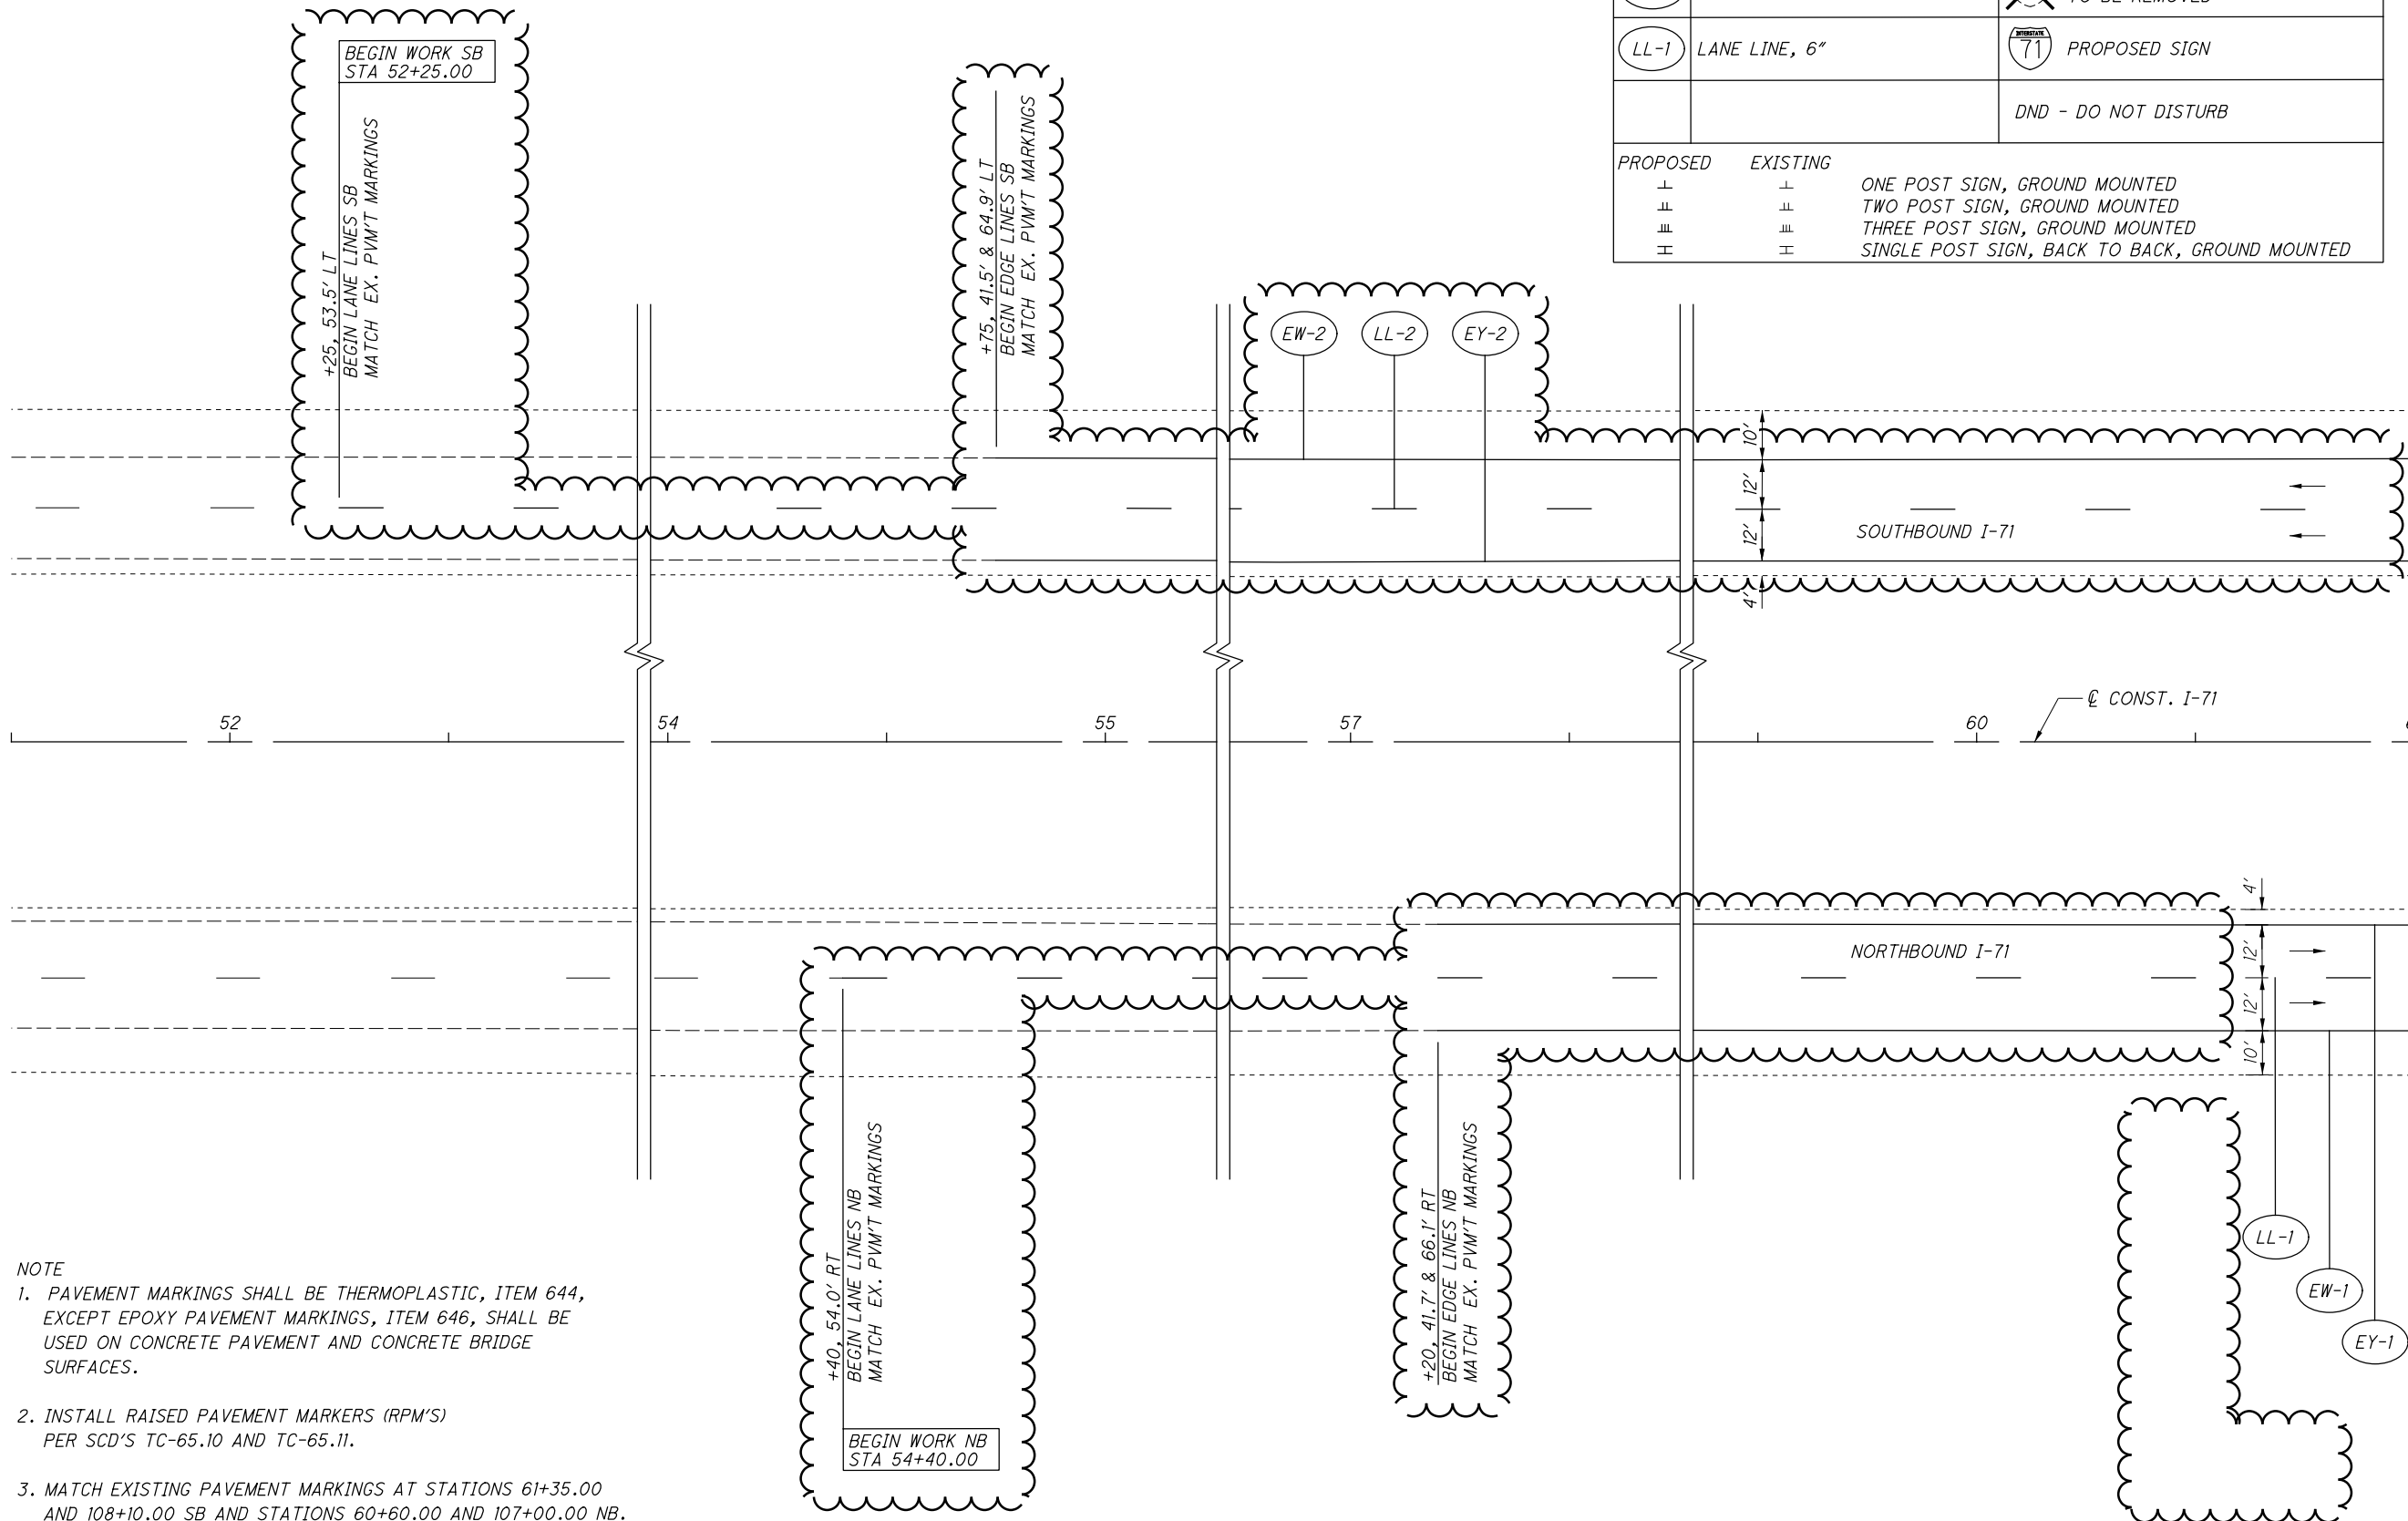 TO BE REMOVED
LL-1 LANE LINE, 6"
INTERSTATE
71 PROPOSED SIGN
DND - DO NOT DISTURB
PROPOSED EXISTING
ONE POST SIGN, GROUND MOUNTED
TWO POST SIGN, GROUND MOUNTED
THREE POST SIGN, GROUND MOUNTED
SINGLE POST SIGN, BACK TO BACK, GROUND MOUNTED
BEGIN WORK SB
STA 52+25.00
+25, 53.5' LT
BEGIN LANE LINES SB
MATCH EX. PVM'T MARKINGS
+75, 41.5' & 64.9' LT
BEGIN EDGE LINES SB
MATCH EX. PVM'T MARKINGS
EW-2 LL-2 EY-2
10'
12'
12'
4'
SOUTHBOUND I-71
℄ CONST. I-71
52 54 55 57 60
4'
12'
12'
10'
NORTHBOUND I-71
+40, 54.0' RT
BEGIN LANE LINES NB
MATCH EX. PVM'T MARKINGS
BEGIN WORK NB
STA 54+40.00
+20, 41.7' & 66.1' RT
BEGIN EDGE LINES NB
MATCH EX. PVM'T MARKINGS
LL-1
EW-1
EY-1
NOTE
1. PAVEMENT MARKINGS SHALL BE THERMOPLASTIC, ITEM 644,
EXCEPT EPOXY PAVEMENT MARKINGS, ITEM 646, SHALL BE
USED ON CONCRETE PAVEMENT AND CONCRETE BRIDGE
SURFACES.
2. INSTALL RAISED PAVEMENT MARKERS (RPM'S)
PER SCD'S TC-65.10 AND TC-65.11.
3. MATCH EXISTING PAVEMENT MARKINGS AT STATIONS 61+35.00
AND 108+10.00 SB AND STATIONS 60+60.00 AND 107+00.00 NB.